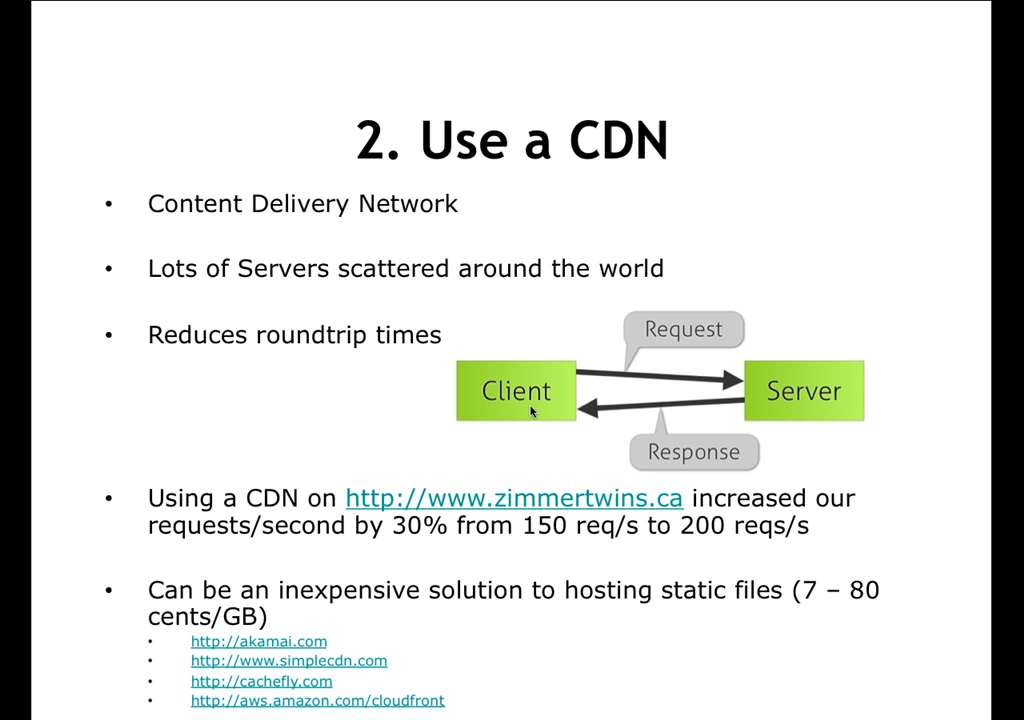 2. Use a CDN
• Content Delivery Network
• Lots of Servers scattered around the world
• Reduces roundtrip times
Request
Client
Server
Response
• Using a CDN on http://www.zimmertwins.ca increased our
requests/second by 30% from 150 req/s to 200 reqs/s
• Can be an inexpensive solution to hosting static files (7 – 80
cents/GB)
• http://akamai.com
• http://www.simplecdn.com
• http://cachefly.com
• http://aws.amazon.com/cloudfront